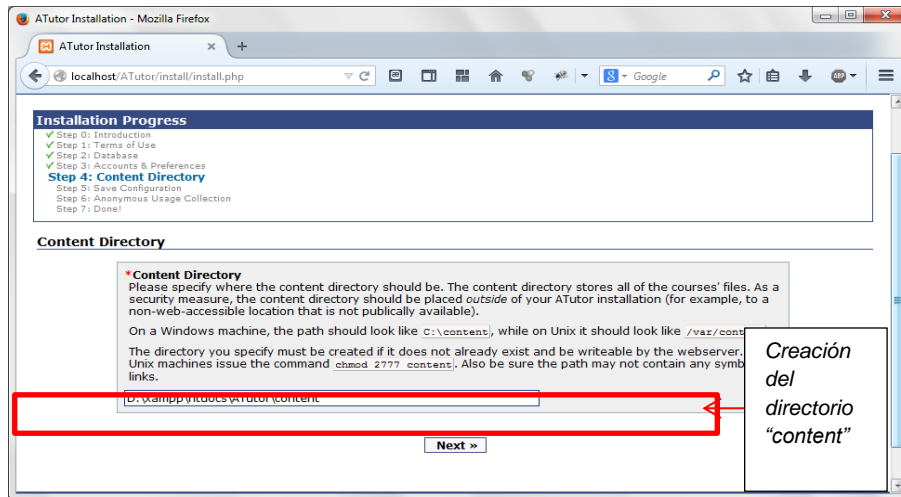 ATutor Installation - Mozilla Firefox
ATutor Installation
localhost/ATutor/install/install.php
Google
Installation Progress
Step 0: Introduction
Step 1: Terms of Use
Step 2: Database
Step 3: Accounts & Preferences
Step 4: Content Directory
Step 5: Save Configuration
Step 6: Anonymous Usage Collection
Step 7: Done!
Content Directory
*Content Directory
Please specify where the content directory should be. The content directory stores all of the courses' files. As a
security measure, the content directory should be placed outside of your ATutor installation (for example, to a
non-web-accessible location that is not publically available).
On a Windows machine, the path should look like C:\content, while on Unix it should look like /var/cont
The directory you specify must be created if it does not already exist and be writeable by the webserver.
Unix machines issue the command chmod 2777 content. Also be sure the path may not contain any symb
links.
D:\xampp\htdocs\ATutor\content
Next »
Creación
del
directorio
“content”